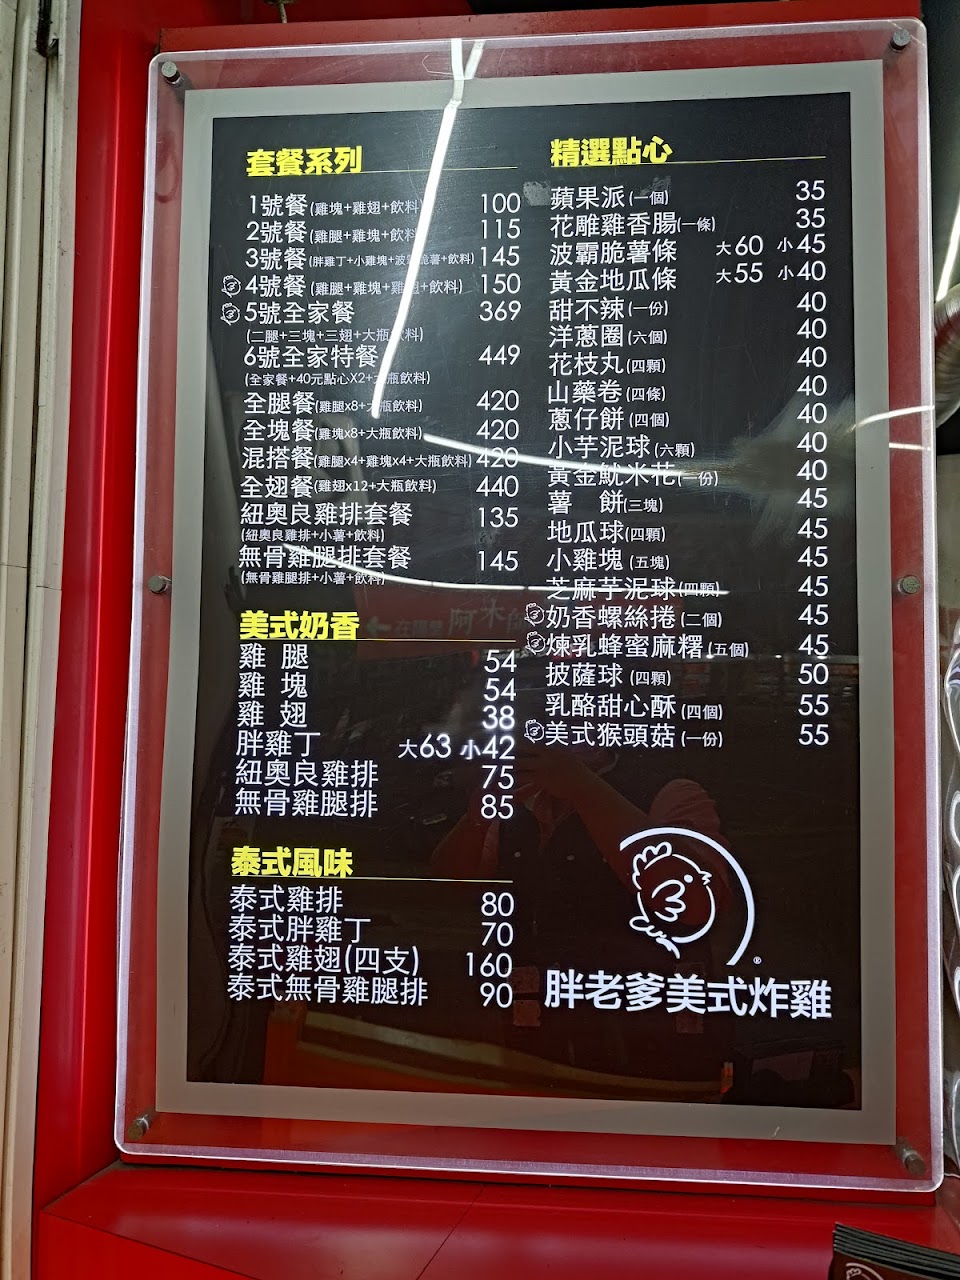 套餐系列
1號餐(雞塊+雞翅+飲料) 100
2號餐(雞腿+雞塊+飲料) 115
3號餐(胖雞丁+小雞塊+波霸脆薯+飲料) 145
4號餐(雞腿+雞塊+雞翅+飲料) 150
5號全家餐 369
(二腿+三塊+三翅+大瓶飲料)
6號全家特餐 449
(全家餐+40元點心X2+大瓶飲料)
全腿餐(雞腿x8+大瓶飲料) 420
全塊餐(雞塊x8+大瓶飲料) 420
混搭餐(雞腿x4+雞塊x4+大瓶飲料) 420
全翅餐(雞翅x12+大瓶飲料) 440
紐奧良雞排套餐 135
(紐奧良雞排+小薯+飲料)
無骨雞腿排套餐 145
(無骨雞腿排+小薯+飲料)
美式奶香
雞 腿 54
雞 塊 54
雞 翅 38
胖雞丁 大63 小42
紐奧良雞排 75
無骨雞腿排 85
泰式風味
泰式雞排 80
泰式胖雞丁 70
泰式雞翅(四支) 160
泰式無骨雞腿排 90
精選點心
蘋果派(一個) 35
花雕雞香腸(一條) 35
波霸脆薯條 大60 小45
黃金地瓜條 大55 小40
甜不辣(一份) 40
洋蔥圈(六個) 40
花枝丸(四顆) 40
山藥卷(四條) 40
蔥仔餅(四個) 40
小芋泥球(六顆) 40
黃金魷米花(一份) 40
薯 餅(三塊) 45
地瓜球(四顆) 45
小雞塊(五塊) 45
芝麻芋泥球(四顆) 45
奶香螺絲捲(二個) 45
煉乳蜂蜜麻糬(五個) 45
披薩球(四顆) 50
乳酪甜心酥(四個) 55
美式猴頭菇(一份) 55
®
胖老爹美式炸雞